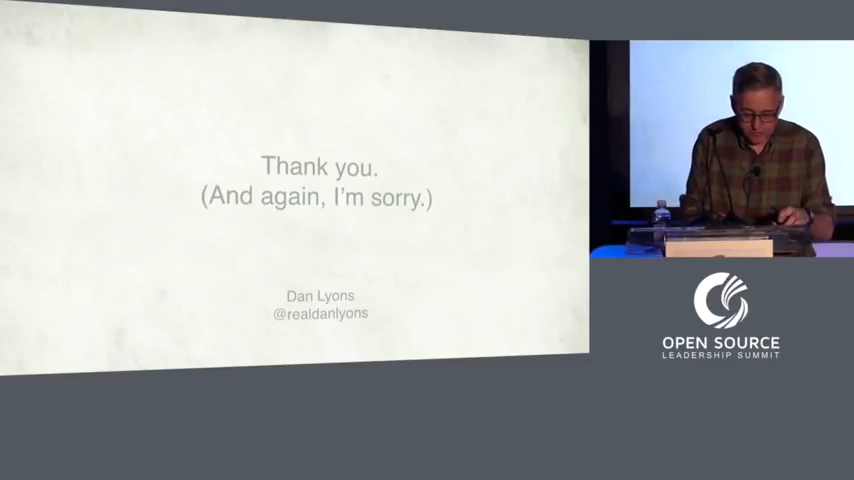 Thank you.
(And again, I'm sorry.)
Dan Lyons
@realdanlyons
OPEN SOURCE
LEADERSHIP SUMMIT